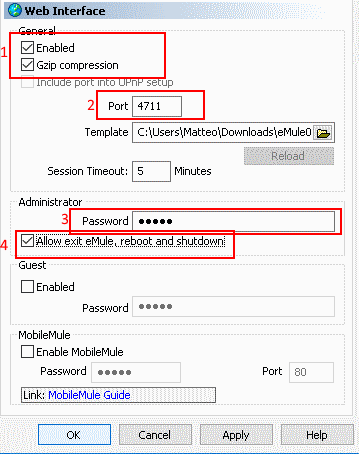 Web Interface
General
1
Enabled
Gzip compression
Include port into UPnP setup
2
Port 4711
Template C:\Users\Matteo\Downloads\eMule0
Reload
Session Timeout: 5 Minutes
Administrator
3
Password •••••
4
Allow exit eMule, reboot and shutdown
Guest
Enabled
Password •••••
MobileMule
Enable MobileMule
Password ••••• Port 80
Link: MobileMule Guide
OK Cancel Apply Help